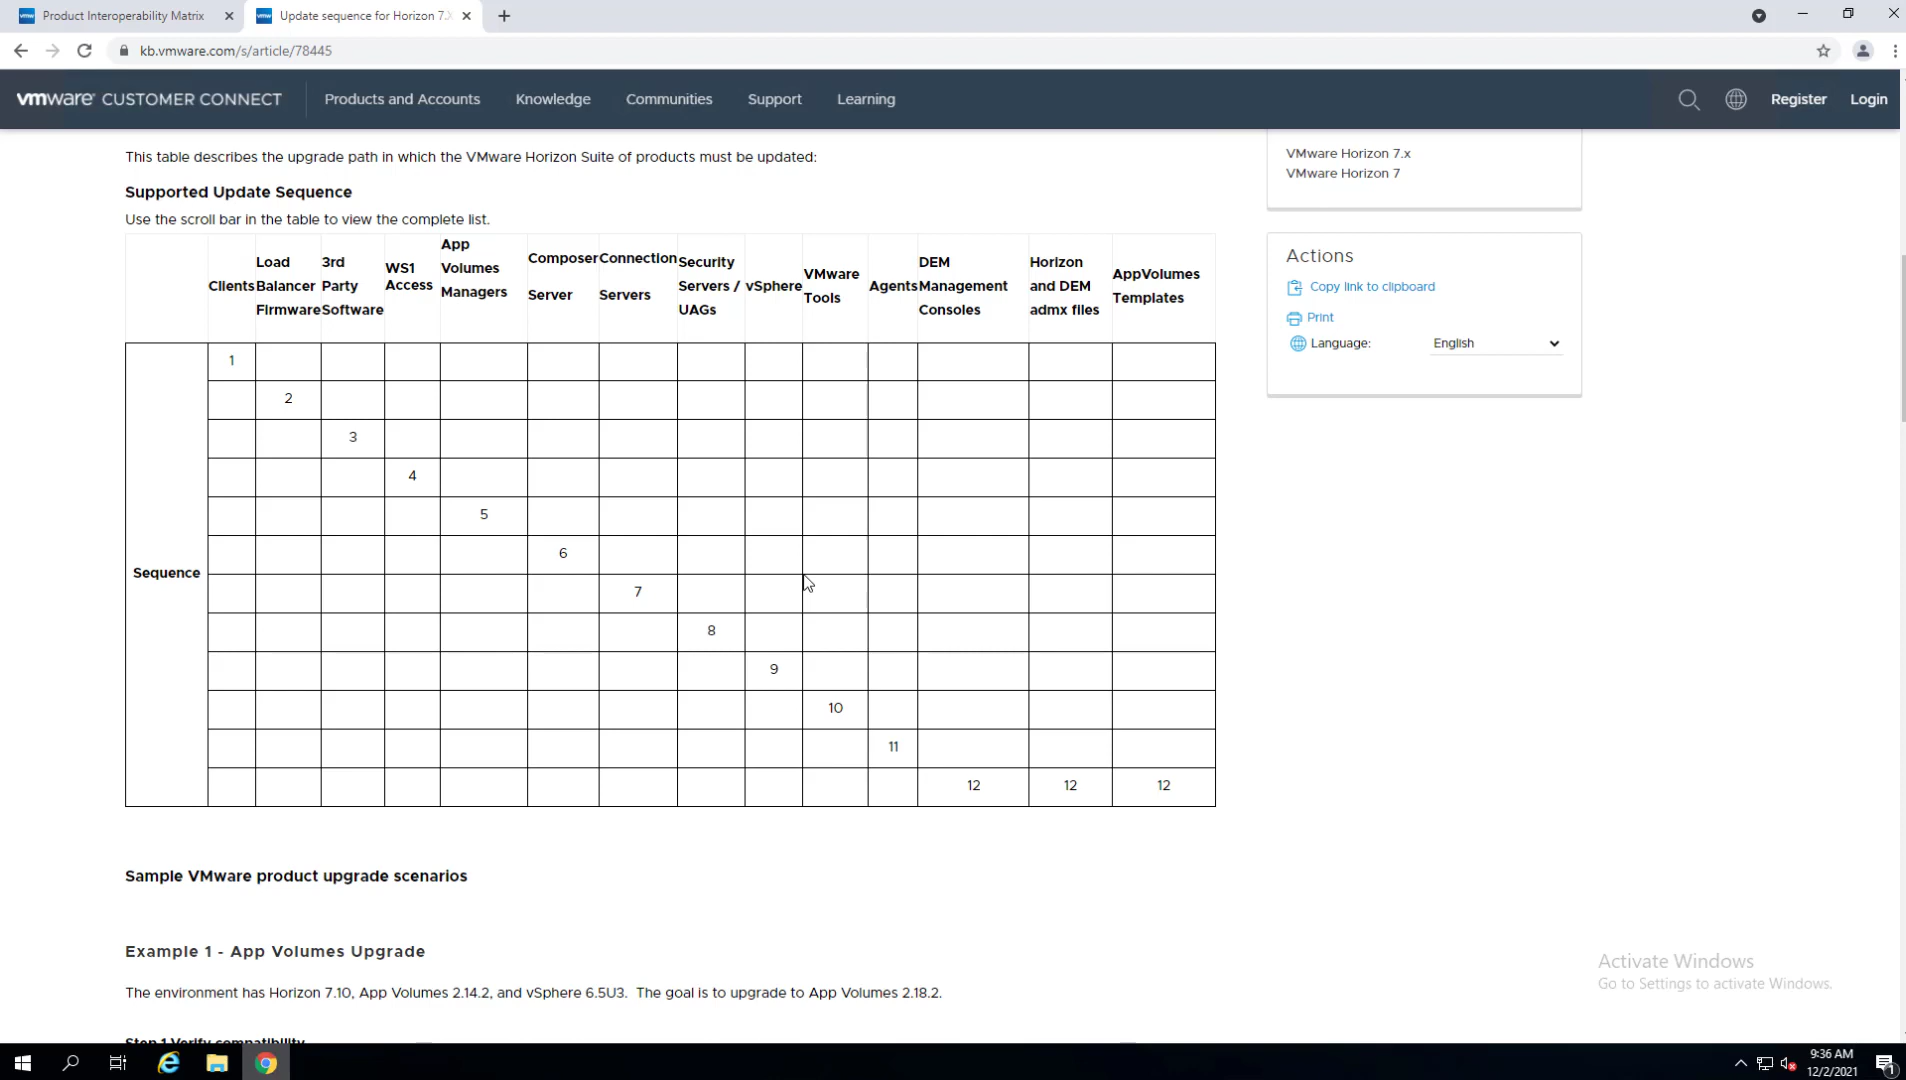 Product Interoperability Matrix
Update sequence for Horizon 7.X
kb.vmware.com/s/article/78445
vmware® CUSTOMER CONNECT
Products and Accounts
Knowledge
Communities
Support
Learning
Register
Login
This table describes the upgrade path in which the VMware Horizon Suite of products must be updated:
Supported Update Sequence
Use the scroll bar in the table to view the complete list.
Clients
Load
Balancer
Firmware
3rd
Party
Software
WS1
Access
App
Volumes
Managers
Composer
Server
Connection
Servers
Security
Servers /
UAGs
vSphere
VMware
Tools
Agents
DEM
Management
Consoles
Horizon
and DEM
admx files
AppVolumes
Templates
Sequence
1
2
3
4
5
6
7
8
9
10
11
12 12 12
Sample VMware product upgrade scenarios
Example 1 - App Volumes Upgrade
The environment has Horizon 7.10, App Volumes 2.14.2, and vSphere 6.5U3. The goal is to upgrade to App Volumes 2.18.2.
Step 1 Verify compatibility
VMware Horizon 7.x
VMware Horizon 7
Actions
Copy link to clipboard
Print
Language: English
Activate Windows
Go to Settings to activate Windows.
9:36 AM
12/2/2021
1